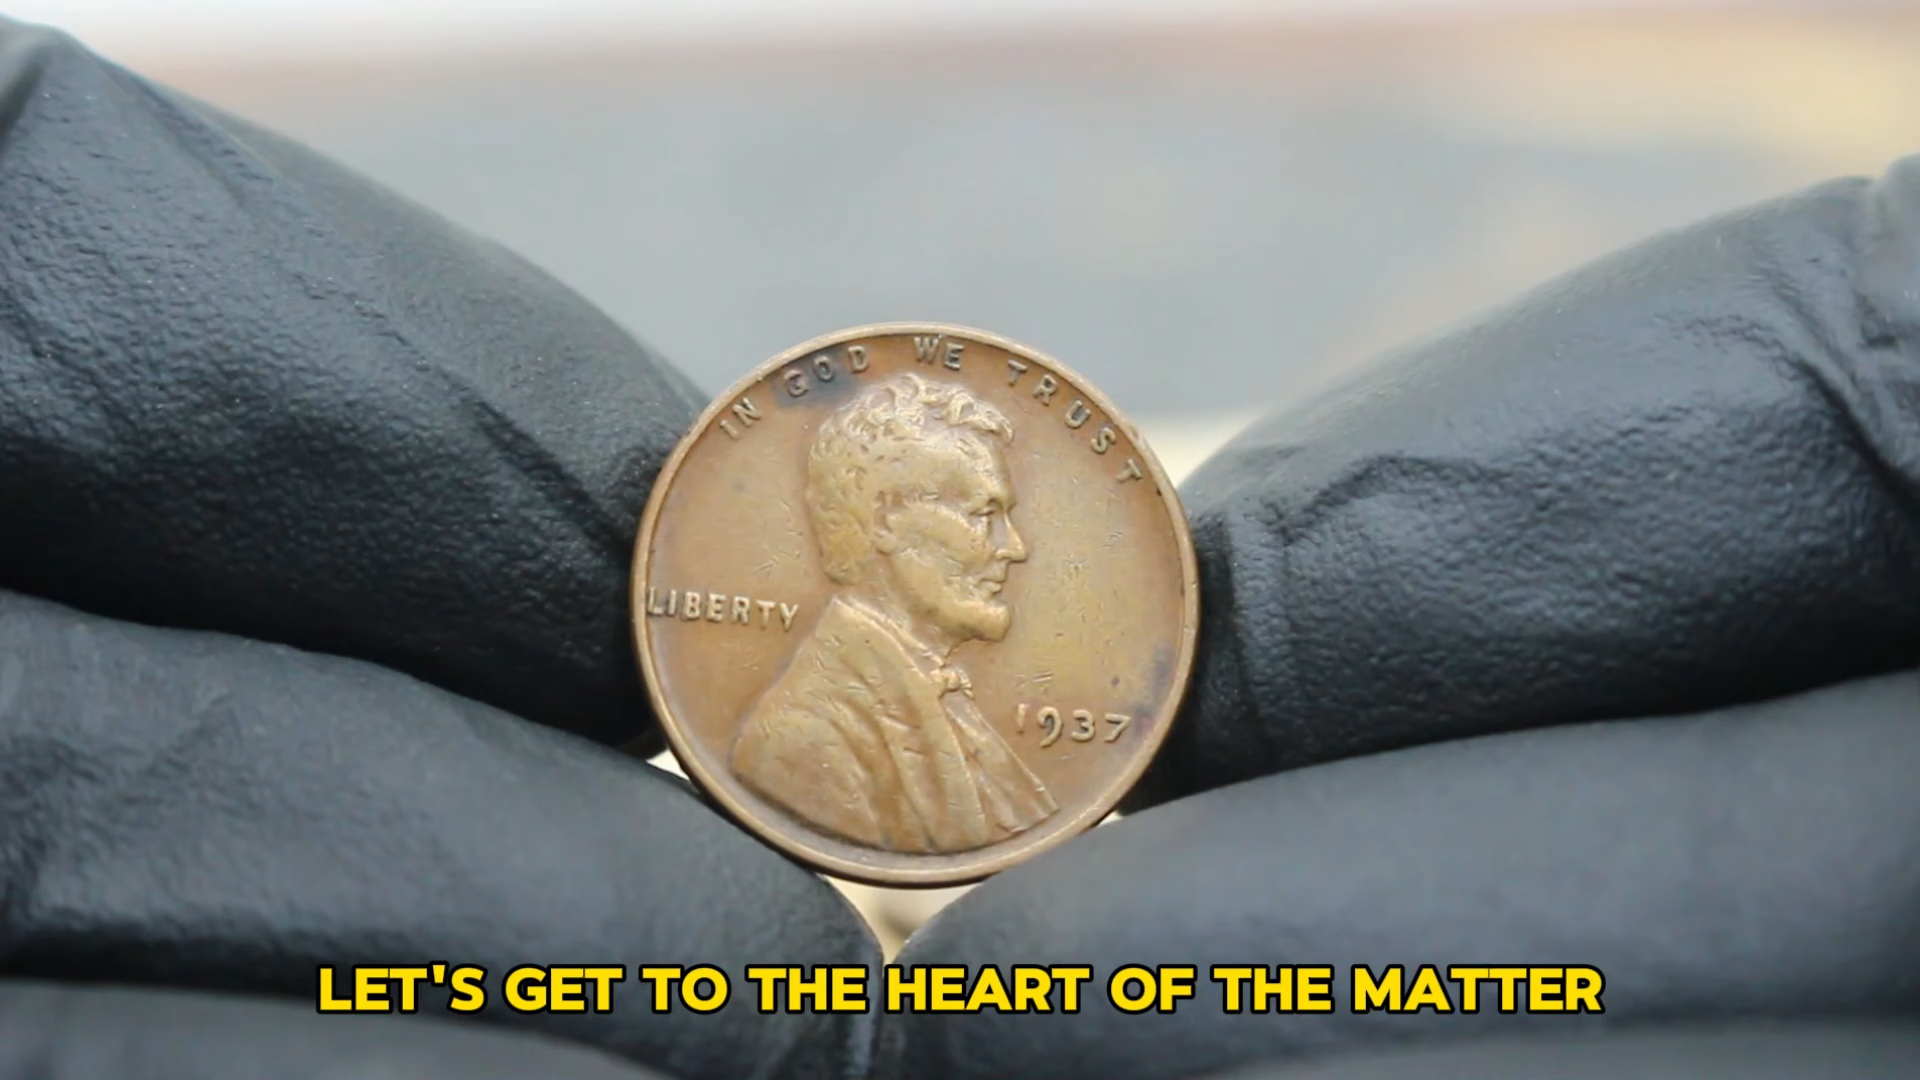 IN GOD WE TRUST
LIBERTY
1937
LET'S GET TO THE HEART OF THE MATTER